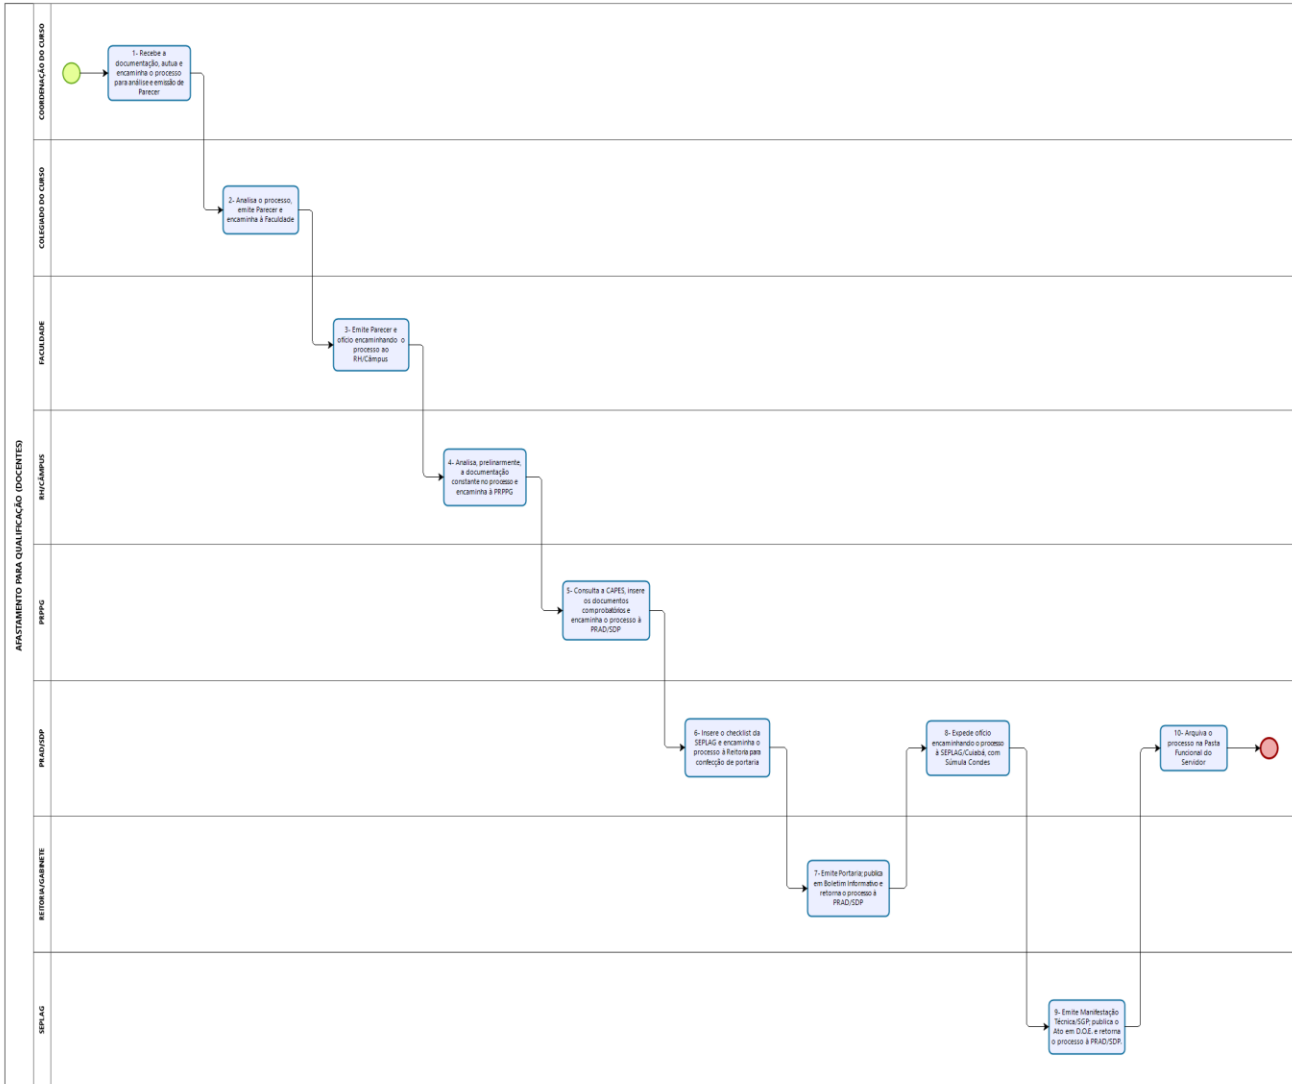 AFASTAMENTO PARA QUALIFICAÇÃO (DOCENTES)
COORDENAÇÃO DO CURSO
1- Recebe a
documentação, autua e
encaminha o processo
para análise e emissão de
Parecer
COLEGIADO DO CURSO
2- Analisa o processo,
emite Parecer e
encaminha à Faculdade
FACULDADE
3- Emite Parecer e
ofício encaminhando o
processo ao
RH/Câmpus
RH/CÂMPUS
4- Analisa, prelinarmente,
a documentação
constante no processo e
encaminha à PRPPG
PRPPG
5- Consulta a CAPES, insere
os documentos
comprobatórios e
encaminha o processo à
PRAD/SDP
PRAD/SDP
6- Insere o checklist da
SEPLAG e encaminha o
processo à Reitoria para
confecção de portaria
8- Expede ofício
encaminhando o processo
à SEPLAG/Cuiabá, com
Súmula Condes
10- Arquiva o
processo na Pasta
Funcional do
Servidor
REITORIA/GABINETE
7- Emite Portaria; publica
em Boletim Informativo e
retorna o processo à
PRAD/SDP
SEPLAG
9- Emite Manifestação
Técnica/SGP; publica o
Ato em D.O.E. e retorna
o processo à PRAD/SDP.